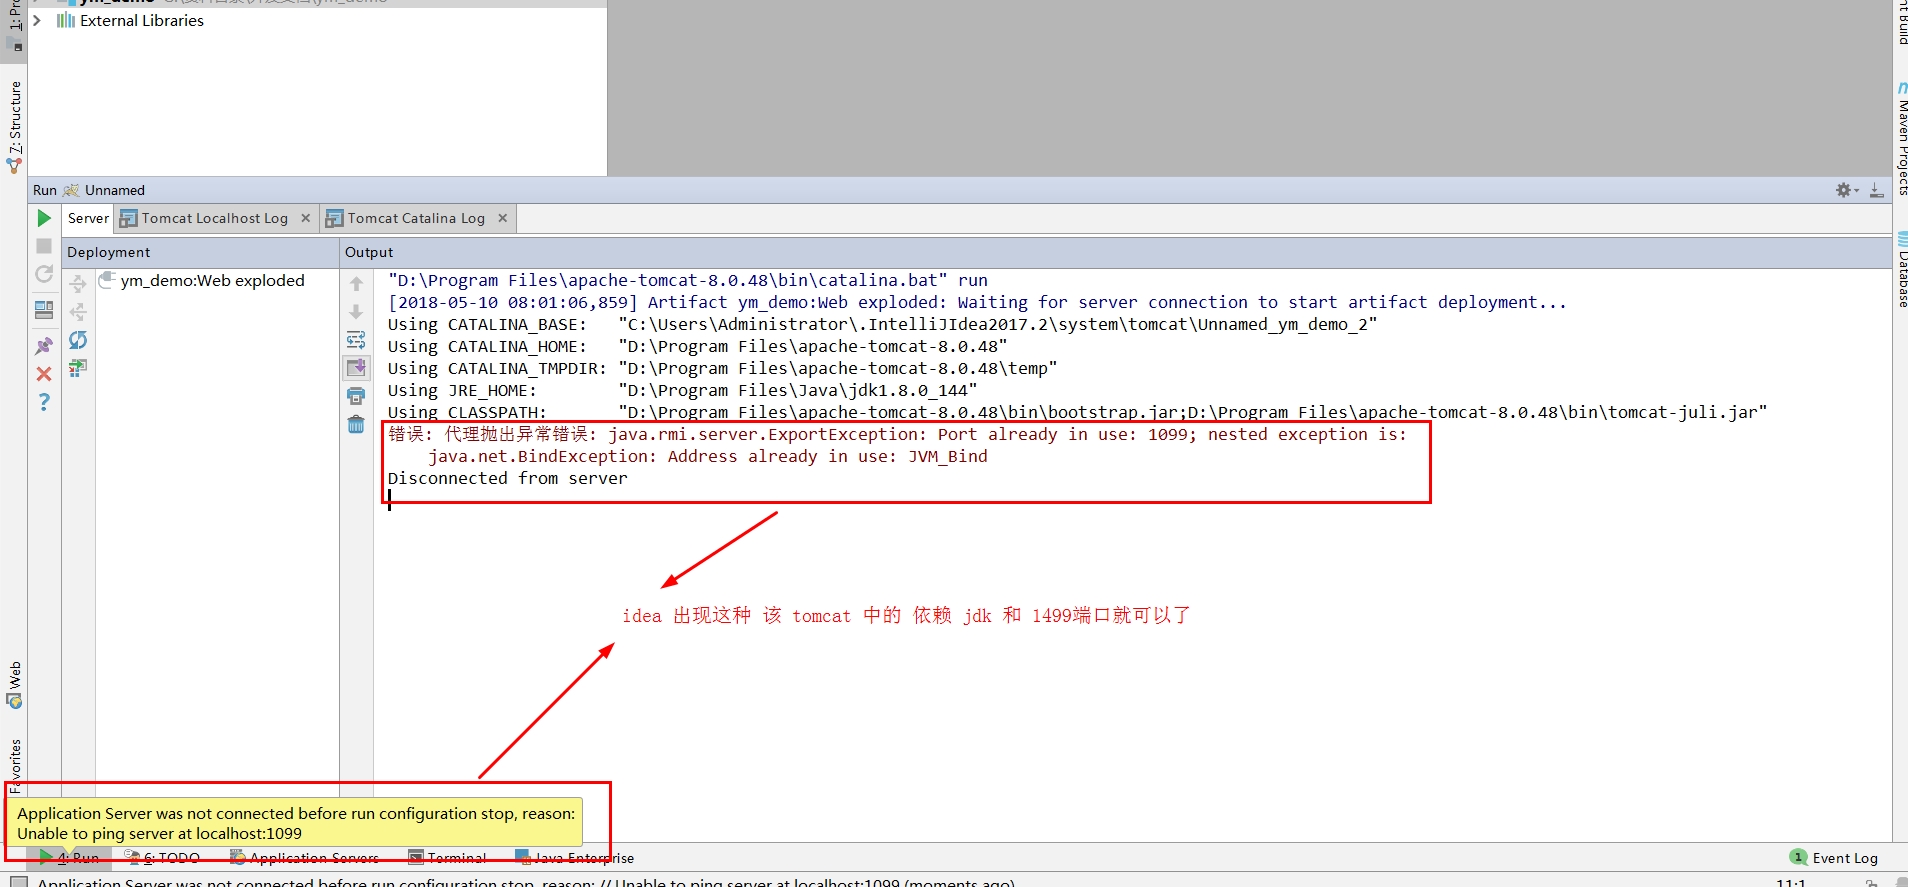 External Libraries
1: Pro
7: Structure
nt Build
Maven Projects
Database
Run Unnamed
Server Tomcat Localhost Log Tomcat Catalina Log
Deployment Output
ym_demo:Web exploded
"D:\Program Files\apache-tomcat-8.0.48\bin\catalina.bat" run
[2018-05-10 08:01:06,859] Artifact ym_demo:Web exploded: Waiting for server connection to start artifact deployment...
Using CATALINA_BASE:   "C:\Users\Administrator\.IntelliJIdea2017.2\system\tomcat\Unnamed_ym_demo_2"
Using CATALINA_HOME:   "D:\Program Files\apache-tomcat-8.0.48"
Using CATALINA_TMPDIR: "D:\Program Files\apache-tomcat-8.0.48\temp"
Using JRE_HOME:        "D:\Program Files\Java\jdk1.8.0_144"
Using CLASSPATH:       "D:\Program Files\apache-tomcat-8.0.48\bin\bootstrap.jar;D:\Program Files\apache-tomcat-8.0.48\bin\tomcat-juli.jar"
错误: 代理抛出异常错误: java.rmi.server.ExportException: Port already in use: 1099; nested exception is:
java.net.BindException: Address already in use: JVM_Bind
Disconnected from server
idea 出现这种 该 tomcat 中的 依赖 jdk 和 1499端口就可以了
Web
Favorites
Application Server was not connected before run configuration stop, reason:
Unable to ping server at localhost:1099
4: Run 6: TODO Application Servers Terminal Java Enterprise 1 Event Log
Application Server was not connected before run configuration stop, reason: // Unable to ping server at localhost:1099 (moments ago) 11:1